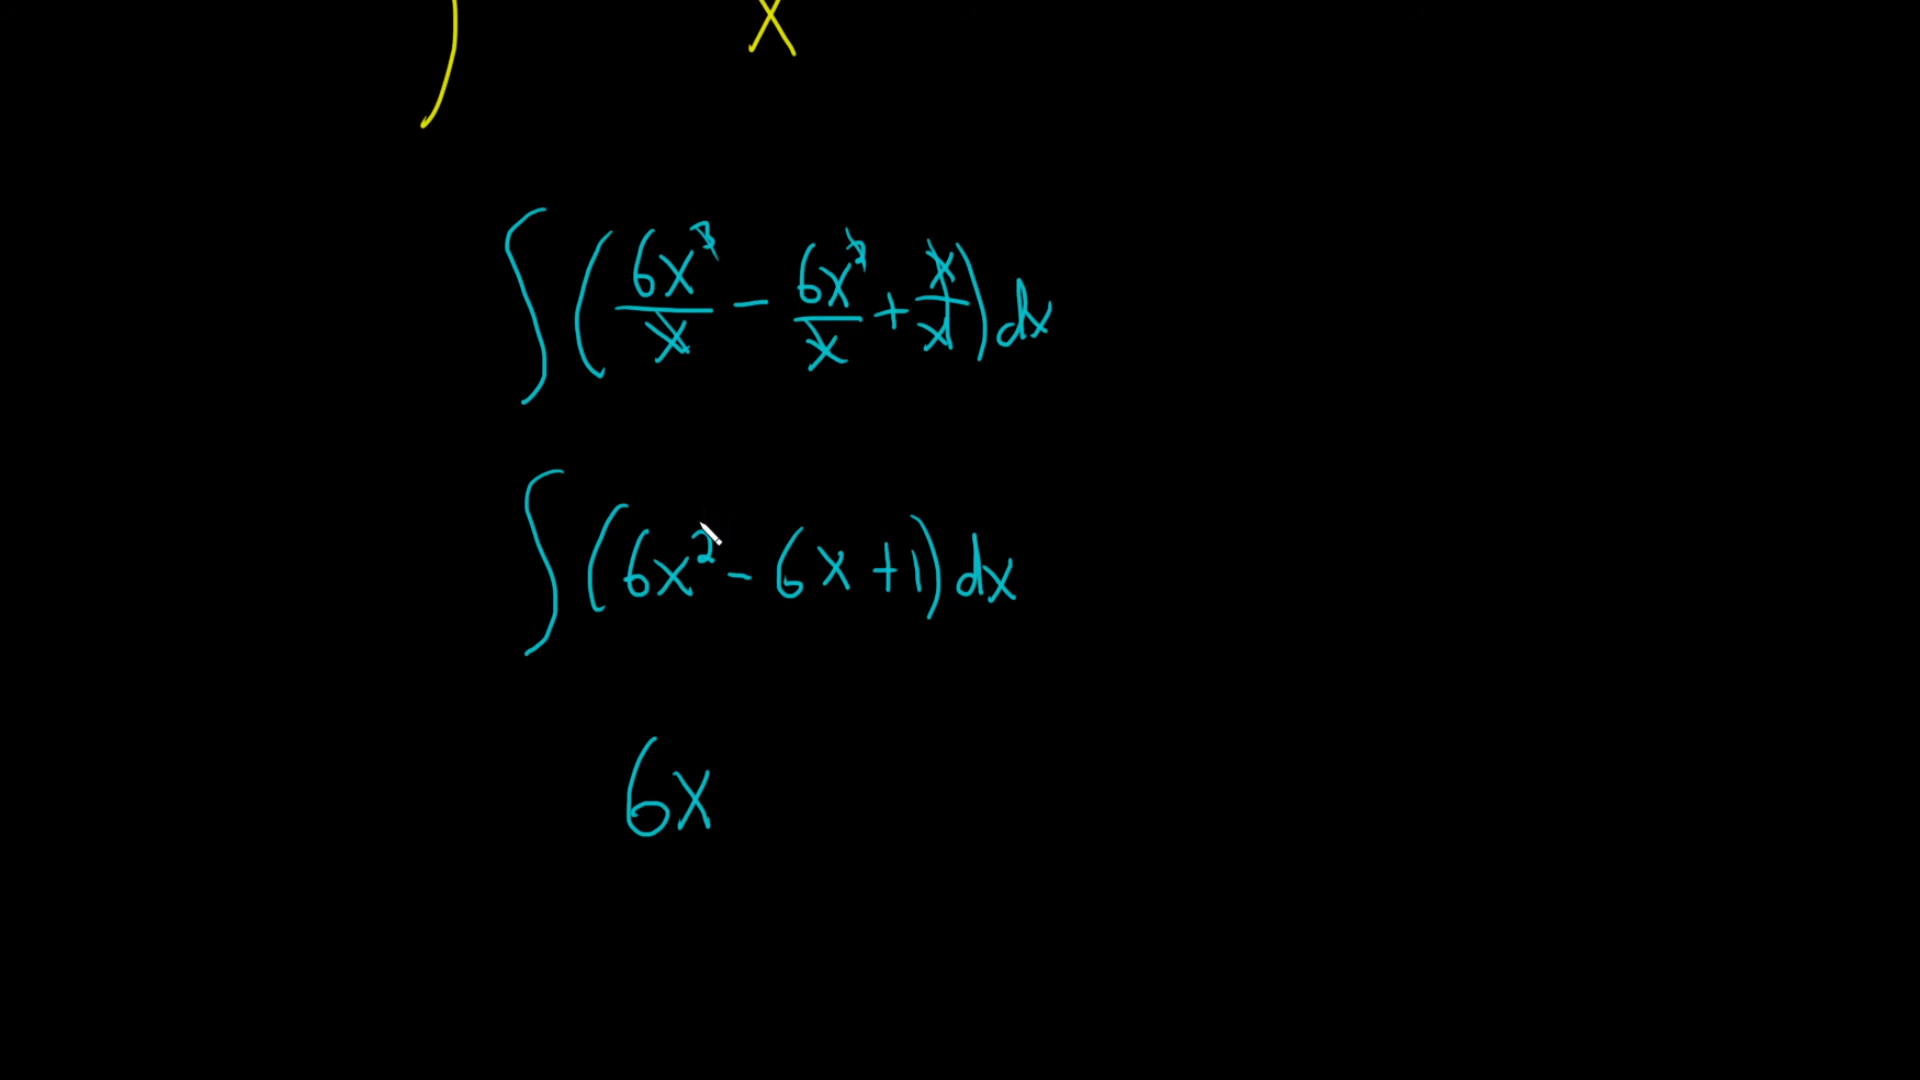 ) x
∫ (6x³/x - 6x²/x + x/x) dx
∫ (6x² - 6x + 1) dx
6x